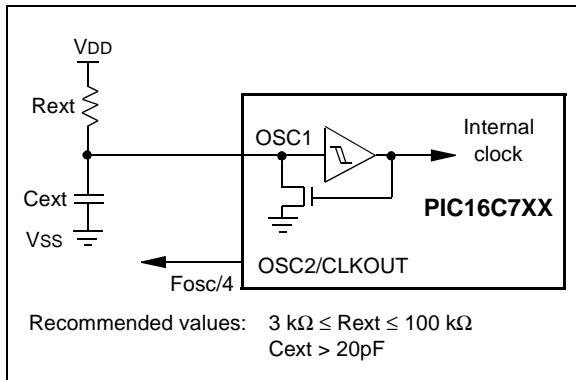 VDD
Rext
OSC1
Internal
clock
Cext
PIC16C7XX
VSS
OSC2/CLKOUT
Fosc/4
Recommended values: 3 kΩ ≤ Rext ≤ 100 kΩ
Cext > 20pF